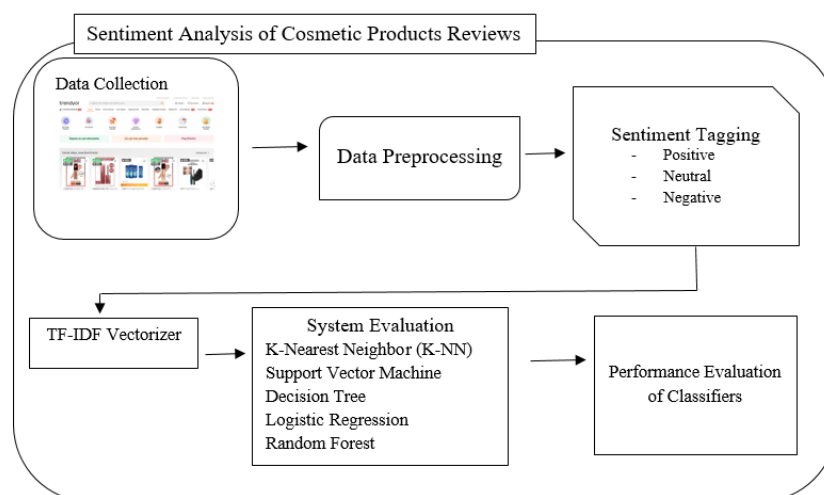 Sentiment Analysis of Cosmetic Products Reviews
Data Collection
trendyol
Data Preprocessing
Sentiment Tagging
- Positive
- Neutral
- Negative
TF-IDF Vectorizer
System Evaluation
K-Nearest Neighbor (K-NN)
Support Vector Machine
Decision Tree
Logistic Regression
Random Forest
Performance Evaluation
of Classifiers